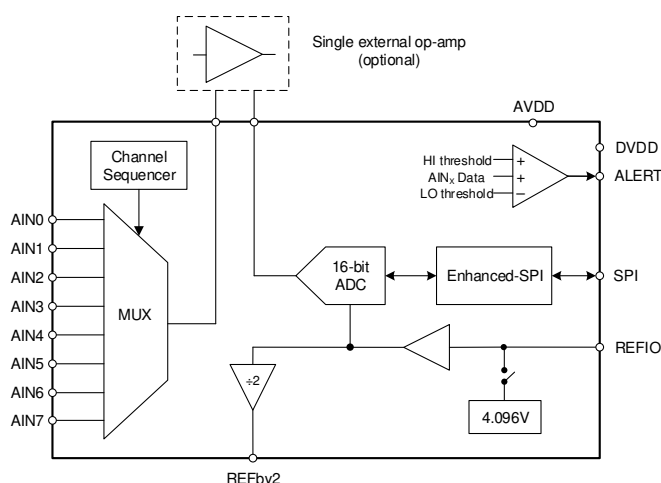 Single external op-amp
(optional)
AVDD
DVDD
Channel
Sequencer
HI threshold
AINx Data
LO threshold
+
+
−
ALERT
AIN0
AIN1
AIN2
AIN3
AIN4
AIN5
AIN6
AIN7
MUX
16-bit
ADC
Enhanced-SPI
SPI
÷2
REFIO
4.096V
REFby2